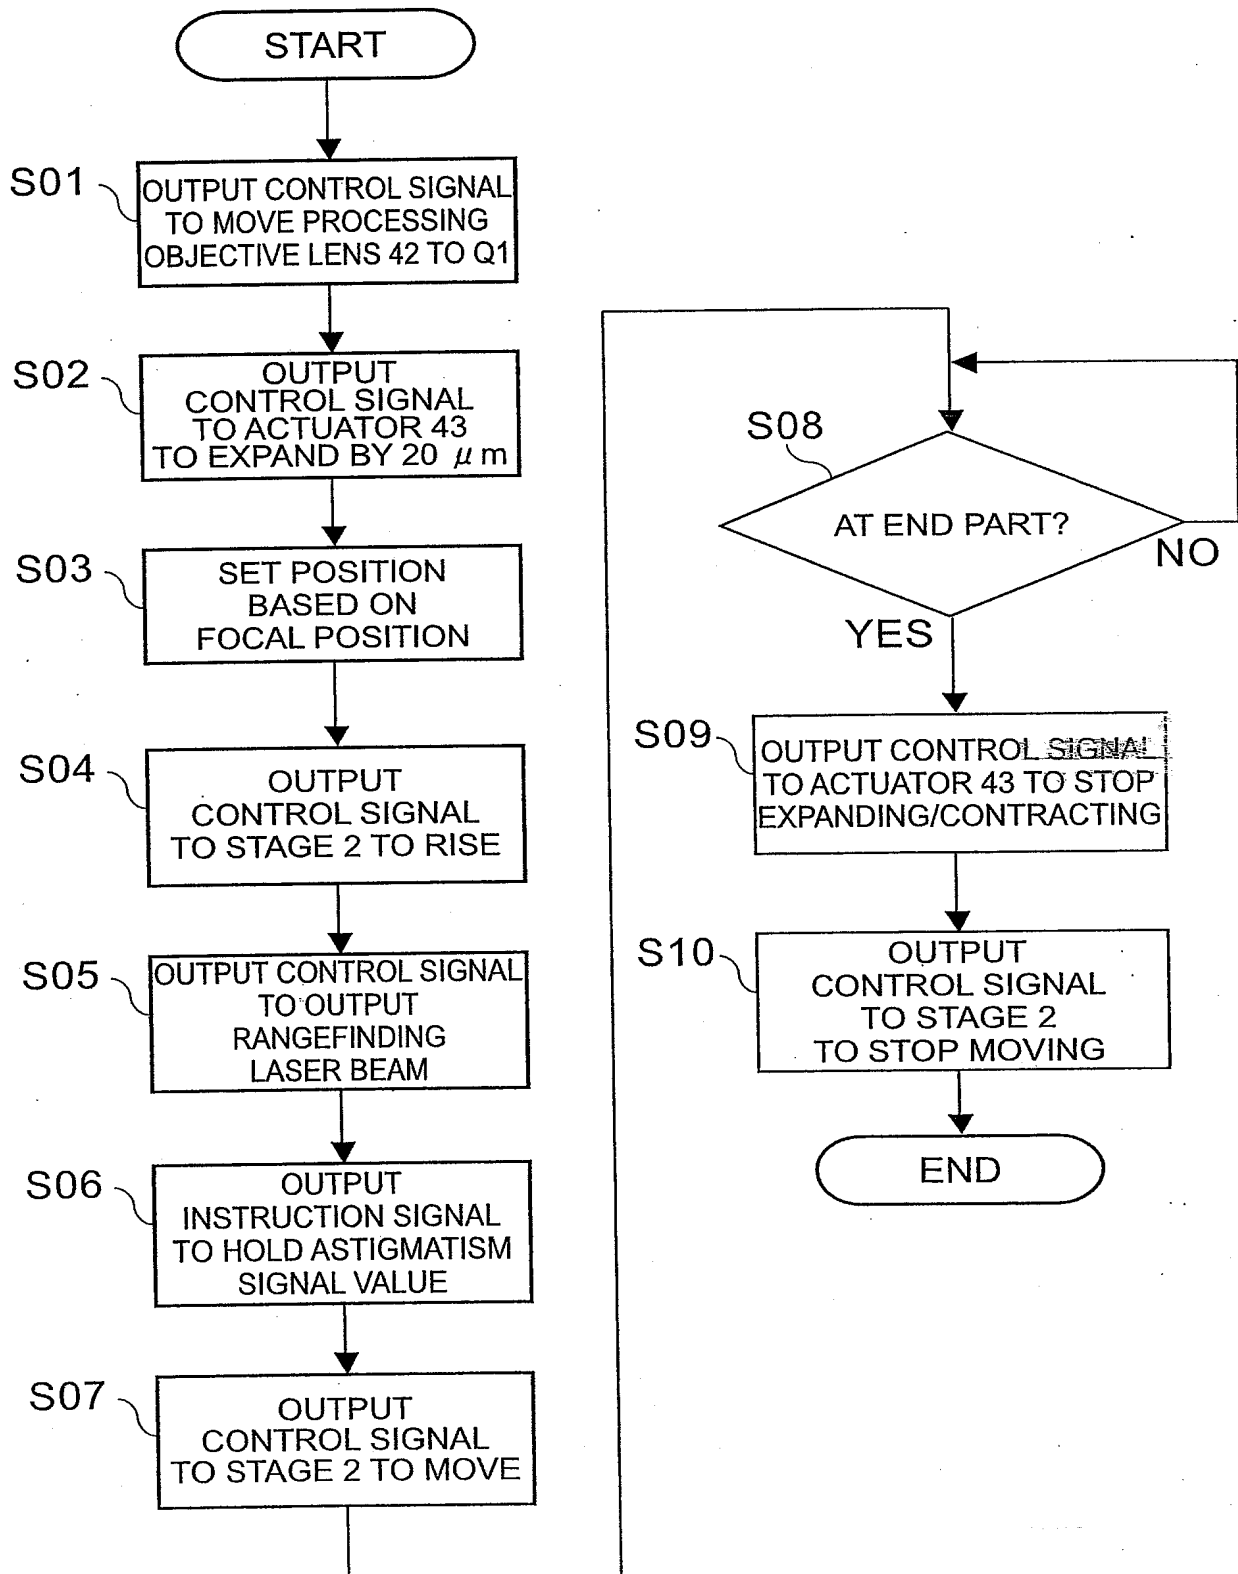 START
S01
OUTPUT CONTROL SIGNAL
TO MOVE PROCESSING
OBJECTIVE LENS 42 TO Q1
S02
OUTPUT
CONTROL SIGNAL
TO ACTUATOR 43
TO EXPAND BY 20 μm
S03
SET POSITION
BASED ON
FOCAL POSITION
S04
OUTPUT
CONTROL SIGNAL
TO STAGE 2 TO RISE
S05
OUTPUT CONTROL SIGNAL
TO OUTPUT
RANGEFINDING
LASER BEAM
S06
OUTPUT
INSTRUCTION SIGNAL
TO HOLD ASTIGMATISM
SIGNAL VALUE
S07
OUTPUT
CONTROL SIGNAL
TO STAGE 2 TO MOVE
S08
AT END PART?
NO
YES
S09
OUTPUT CONTROL SIGNAL
TO ACTUATOR 43 TO STOP
EXPANDING/CONTRACTING
S10
OUTPUT
CONTROL SIGNAL
TO STAGE 2
TO STOP MOVING
END